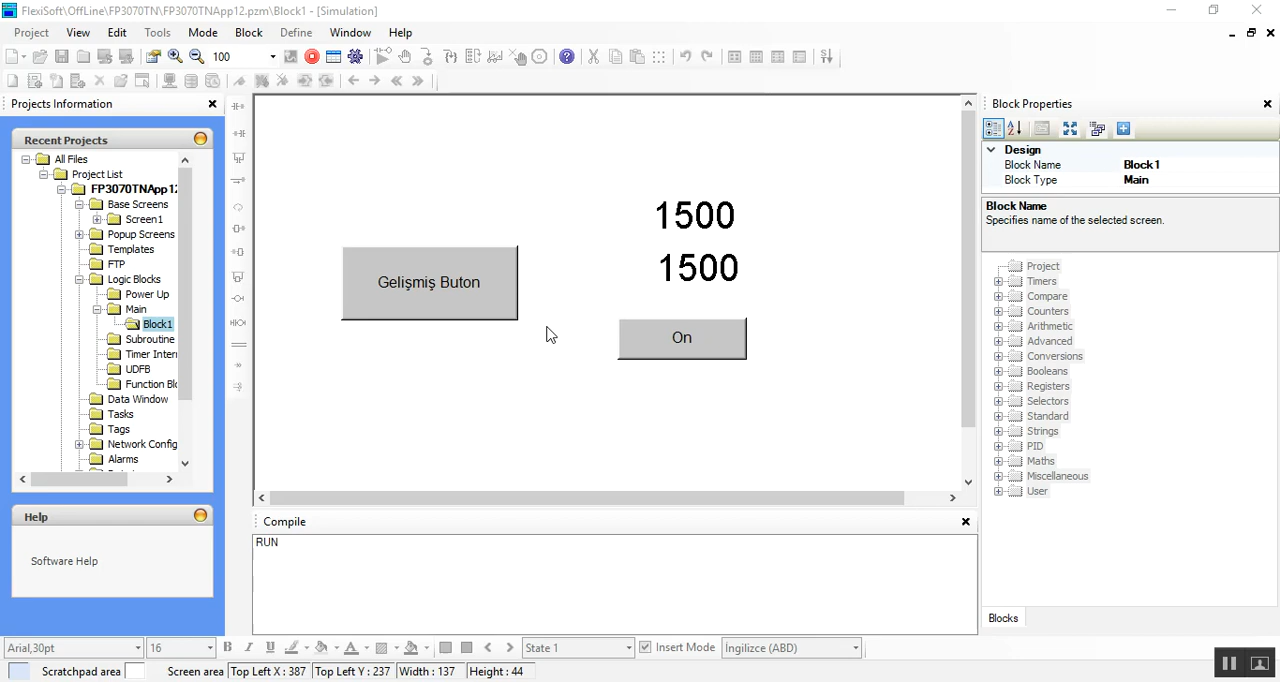 FlexiSoft\OffLine\FP3070TN\FP3070TNApp12.pzm\Block1 - [Simulation]
Project View Edit Tools Mode Block Define Window Help
100
Projects Information
Recent Projects
All Files
Project List
FP3070TNApp12
Base Screens
Screen1
Popup Screens
Templates
FTP
Logic Blocks
Power Up
Main
Block1
Subroutine
Timer Inter
UDFB
Function Blo
Data Window
Tasks
Tags
Network Config
Alarms
Help
Software Help
1500
1500
Gelişmiş Buton
On
Compile
RUN
Block Properties
Design
Block Name Block1
Block Type Main
Block Name
Specifies name of the selected screen.
Project
Timers
Compare
Counters
Arithmetic
Advanced
Conversions
Booleans
Registers
Selectors
Standard
Strings
PID
Maths
Miscellaneous
User
Blocks
Arial,30pt 16 B I U A State 1 Insert Mode İngilizce (ABD)
Scratchpad area Screen area Top Left X : 387 Top Left Y : 237 Width : 137 Height : 44